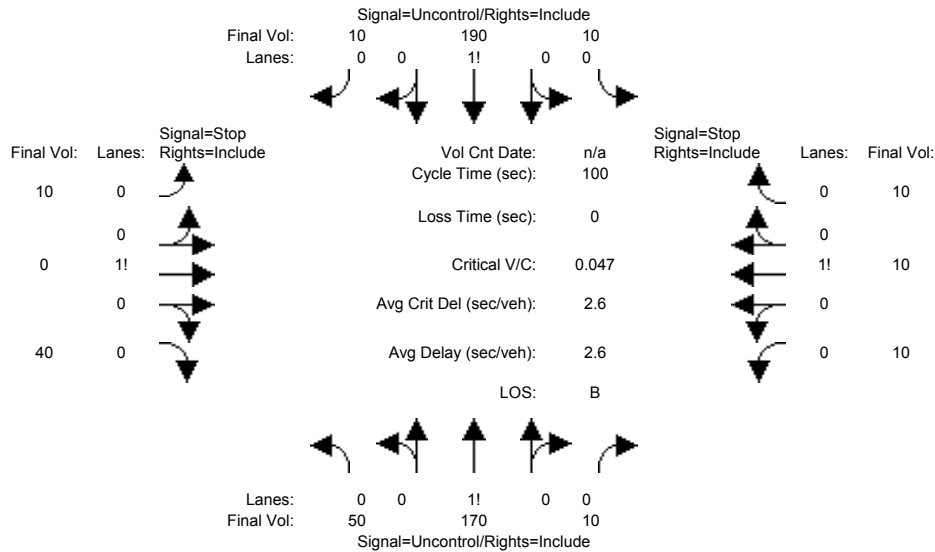 Signal=Uncontrol/Rights=Include
Final Vol: 10 190 10
Lanes: 0 0 1! 0 0
Signal=Stop Signal=Stop
Final Vol: Lanes: Rights=Include Vol Cnt Date: n/a Rights=Include Lanes: Final Vol:
Cycle Time (sec): 100
10 0 0 10
Loss Time (sec): 0
0 0
0 1! Critical V/C: 0.047 1! 10
0 Avg Crit Del (sec/veh): 2.6 0
40 0 Avg Delay (sec/veh): 2.6 0 10
LOS: B
Lanes: 0 0 1! 0 0
Final Vol: 50 170 10
Signal=Uncontrol/Rights=Include